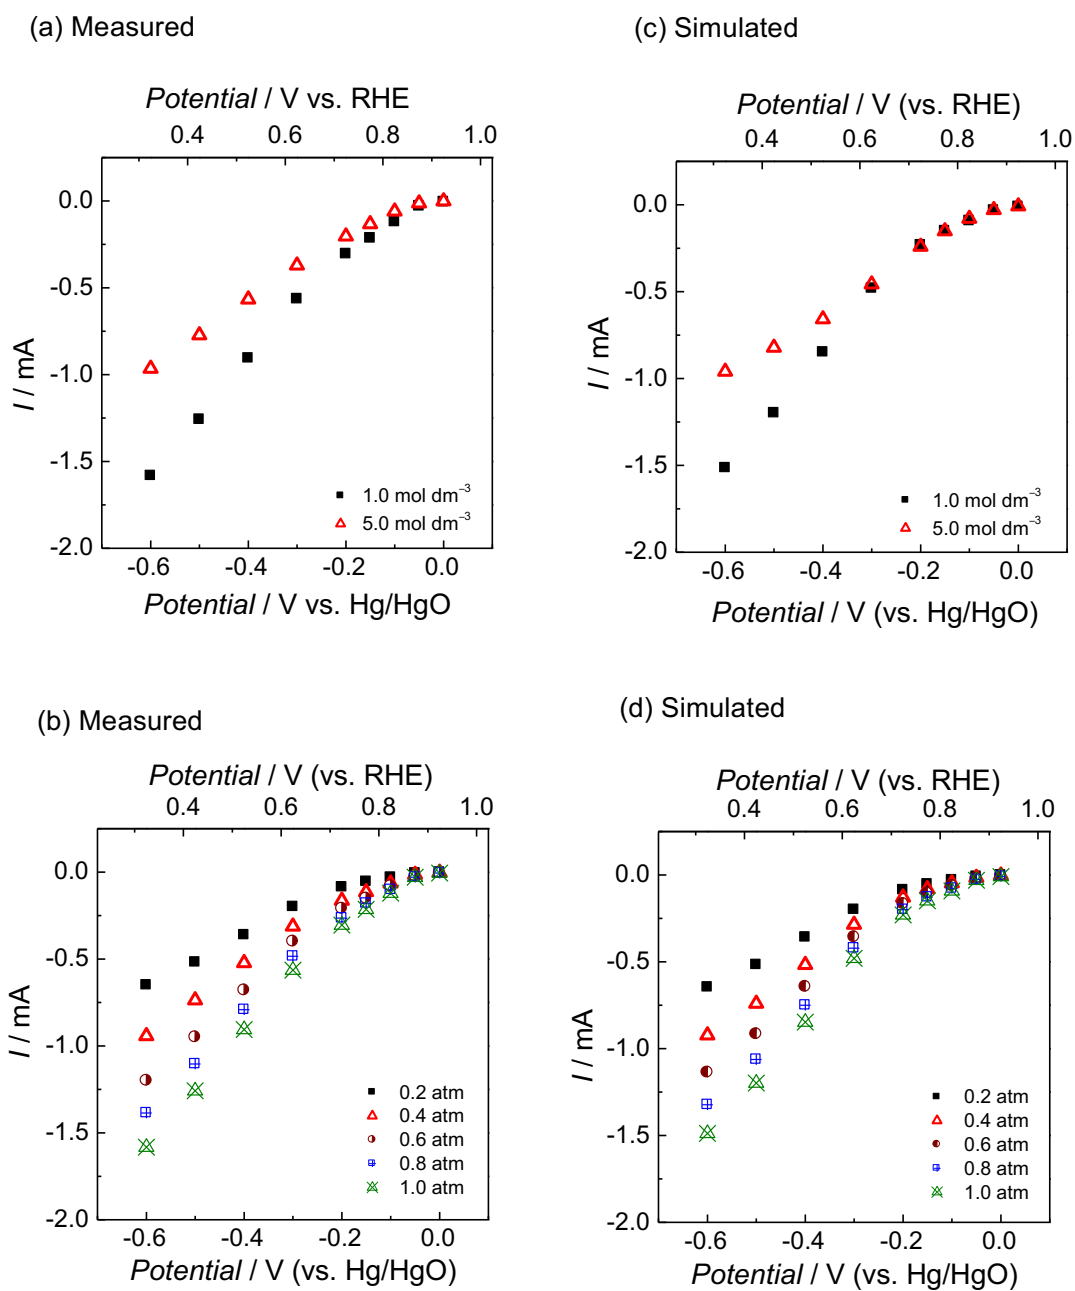 (a) Measured
Potential / V vs. RHE
0.4 0.6 0.8 1.0
0.0
-0.5
-1.0
-1.5
-2.0
I / mA
1.0 mol dm⁻³
5.0 mol dm⁻³
-0.6 -0.4 -0.2 0.0
Potential / V vs. Hg/HgO
(c) Simulated
Potential / V (vs. RHE)
0.4 0.6 0.8 1.0
0.0
-0.5
-1.0
-1.5
-2.0
I / mA
1.0 mol dm⁻³
5.0 mol dm⁻³
-0.6 -0.4 -0.2 0.0
Potential / V (vs. Hg/HgO)
(b) Measured
Potential / V (vs. RHE)
0.4 0.6 0.8 1.0
0.0
-0.5
-1.0
-1.5
-2.0
I / mA
0.2 atm
0.4 atm
0.6 atm
0.8 atm
1.0 atm
-0.6 -0.4 -0.2 0.0
Potential / V (vs. Hg/HgO)
(d) Simulated
Potential / V (vs. RHE)
0.4 0.6 0.8 1.0
0.0
-0.5
-1.0
-1.5
-2.0
I / mA
0.2 atm
0.4 atm
0.6 atm
0.8 atm
1.0 atm
-0.6 -0.4 -0.2 0.0
Potential / V (vs. Hg/HgO)